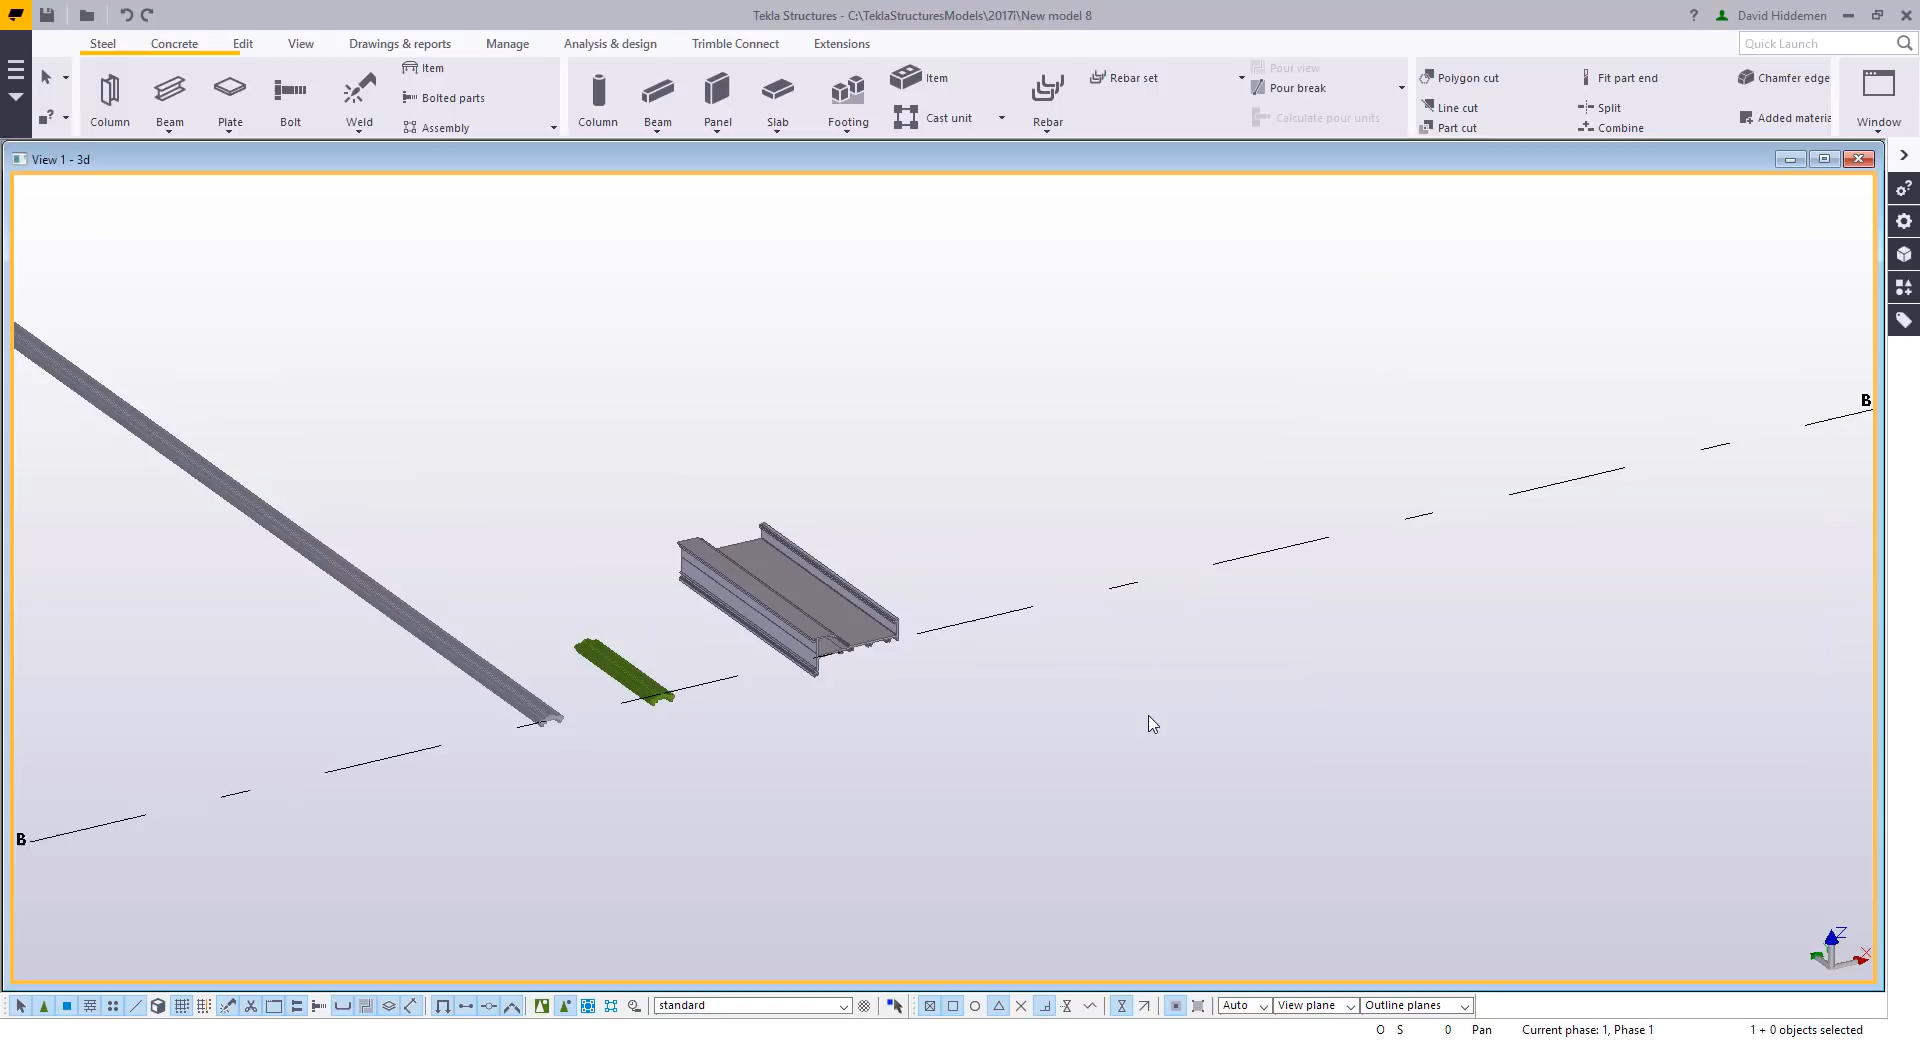 Tekla Structures - C:\TeklaStructuresModels\2017i\New model 8
? David Hiddemen
Steel Concrete Edit View Drawings & reports Manage Analysis & design Trimble Connect Extensions
Quick Launch
Column
Beam
Plate
Bolt
Weld
Item
Bolted parts
Assembly
Column
Beam
Panel
Slab
Footing
Item
Cast unit
Rebar
Rebar set
Pour view
Pour break
Calculate pour units
Polygon cut
Line cut
Part cut
Fit part end
Split
Combine
Chamfer edge
Added materia
Window
View 1 - 3d
B
B
Z
X
standard
Auto
View plane
Outline planes
O S 0 Pan Current phase: 1, Phase 1 1 + 0 objects selected